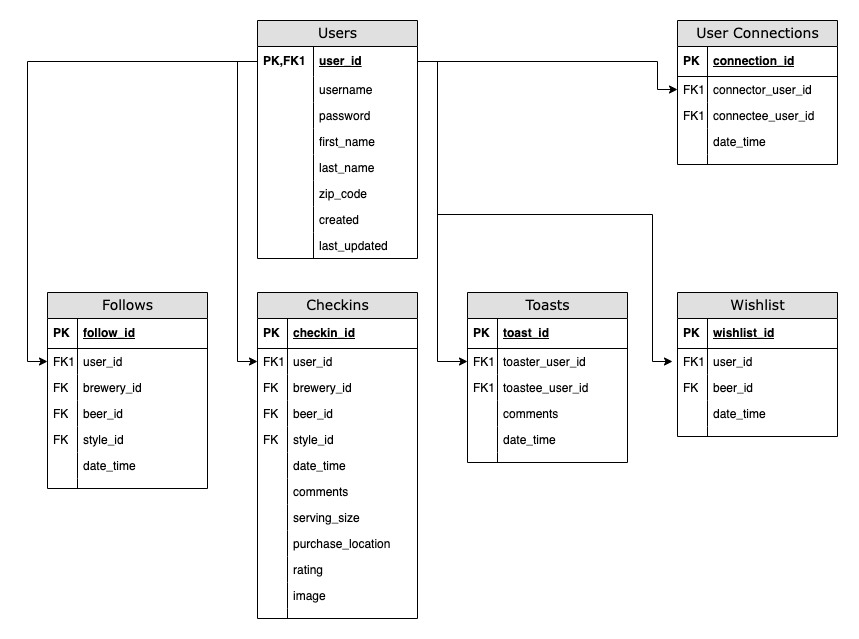 Users
PK,FK1 user_id
username
password
first_name
last_name
zip_code
created
last_updated
User Connections
PK connection_id
FK1 connector_user_id
FK1 connectee_user_id
date_time
Follows
PK follow_id
FK1 user_id
FK brewery_id
FK beer_id
FK style_id
date_time
Checkins
PK checkin_id
FK1 user_id
FK brewery_id
FK beer_id
FK style_id
date_time
comments
serving_size
purchase_location
rating
image
Toasts
PK toast_id
FK1 toaster_user_id
FK1 toastee_user_id
comments
date_time
Wishlist
PK wishlist_id
FK1 user_id
FK beer_id
date_time